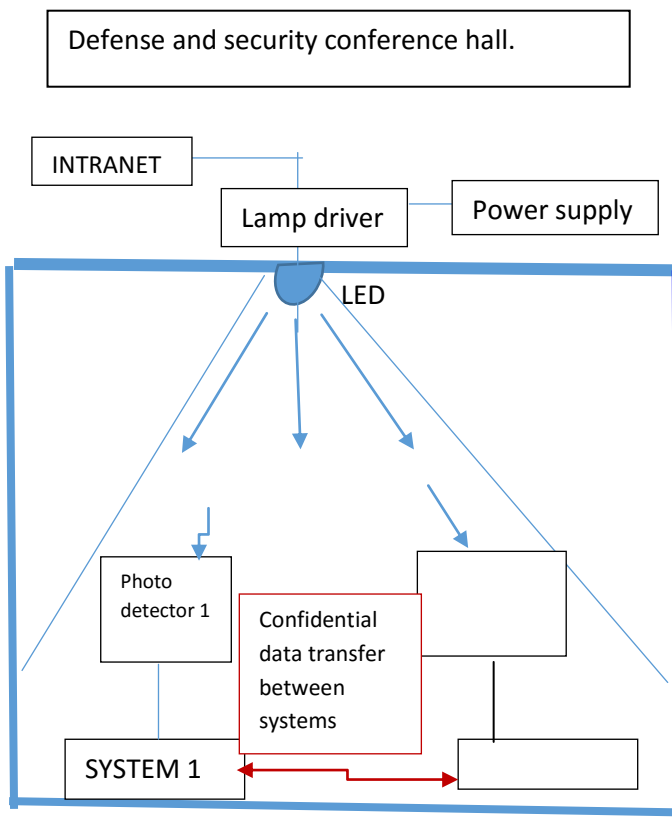 Defense and security conference hall.
INTRANET
Lamp driver
Power supply
LED
Photo
detector 1
Confidential
data transfer
between
systems
SYSTEM 1